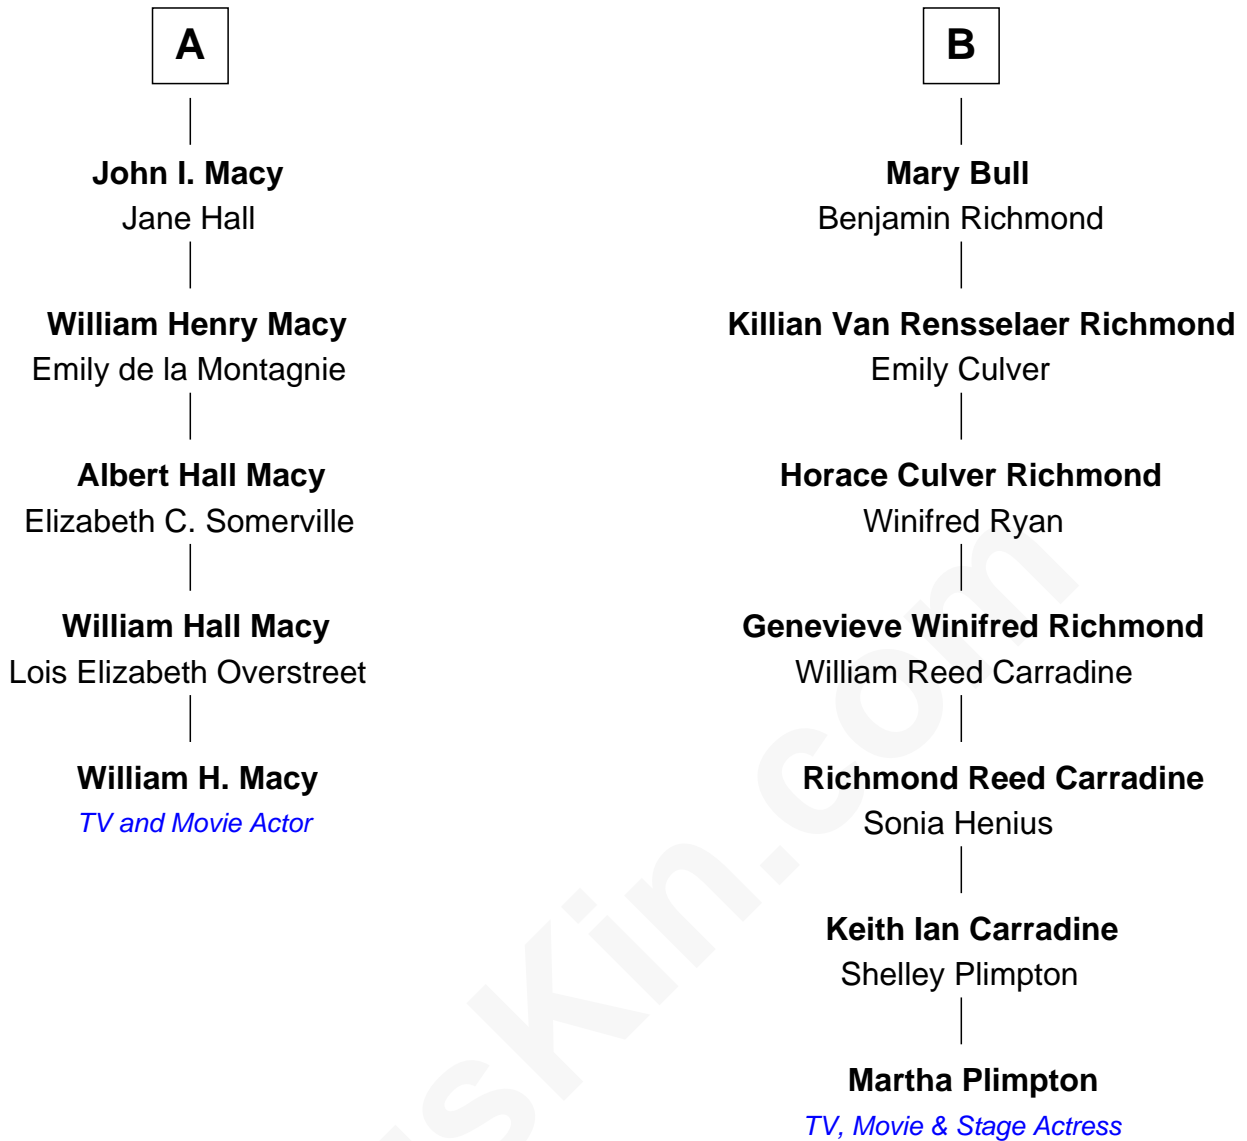 A
John I. Macy
Jane Hall
William Henry Macy
Emily de la Montagnie
Albert Hall Macy
Elizabeth C. Somerville
William Hall Macy
Lois Elizabeth Overstreet
William H. Macy
TV and Movie Actor
B
Mary Bull
Benjamin Richmond
Killian Van Rensselaer Richmond
Emily Culver
Horace Culver Richmond
Winifred Ryan
Genevieve Winifred Richmond
William Reed Carradine
Richmond Reed Carradine
Sonia Henius
Keith Ian Carradine
Shelley Plimpton
Martha Plimpton
TV, Movie & Stage Actress
usKin.com